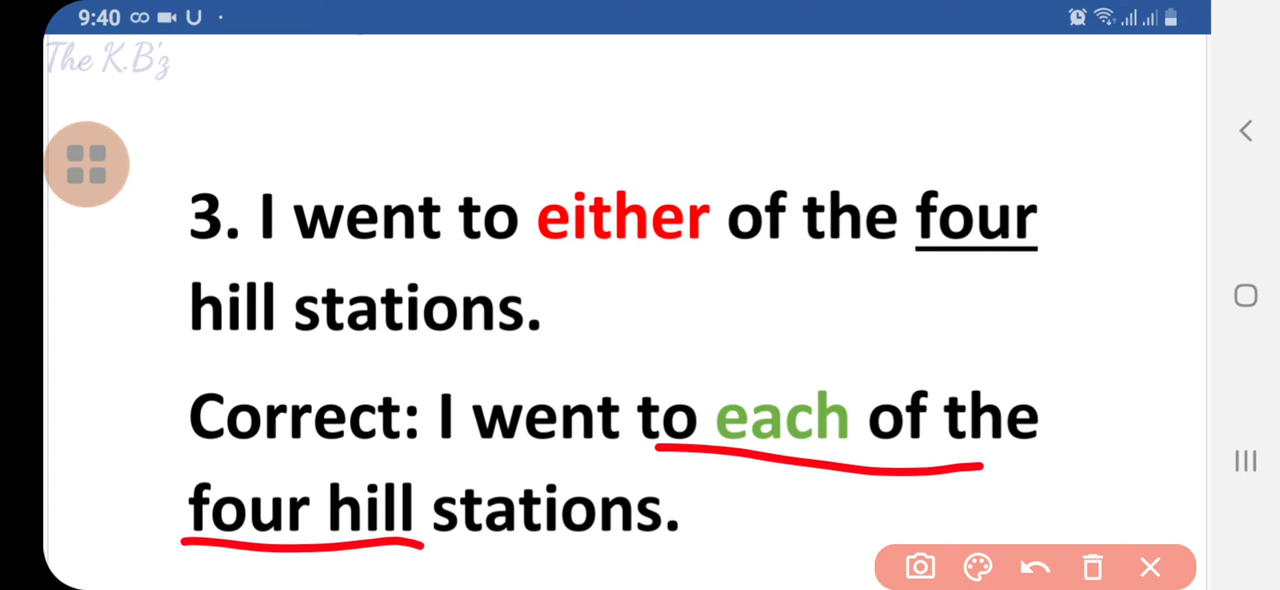 9:40
The K.B'z
3. I went to either of the four
hill stations.
Correct: I went to each of the
four hill stations.